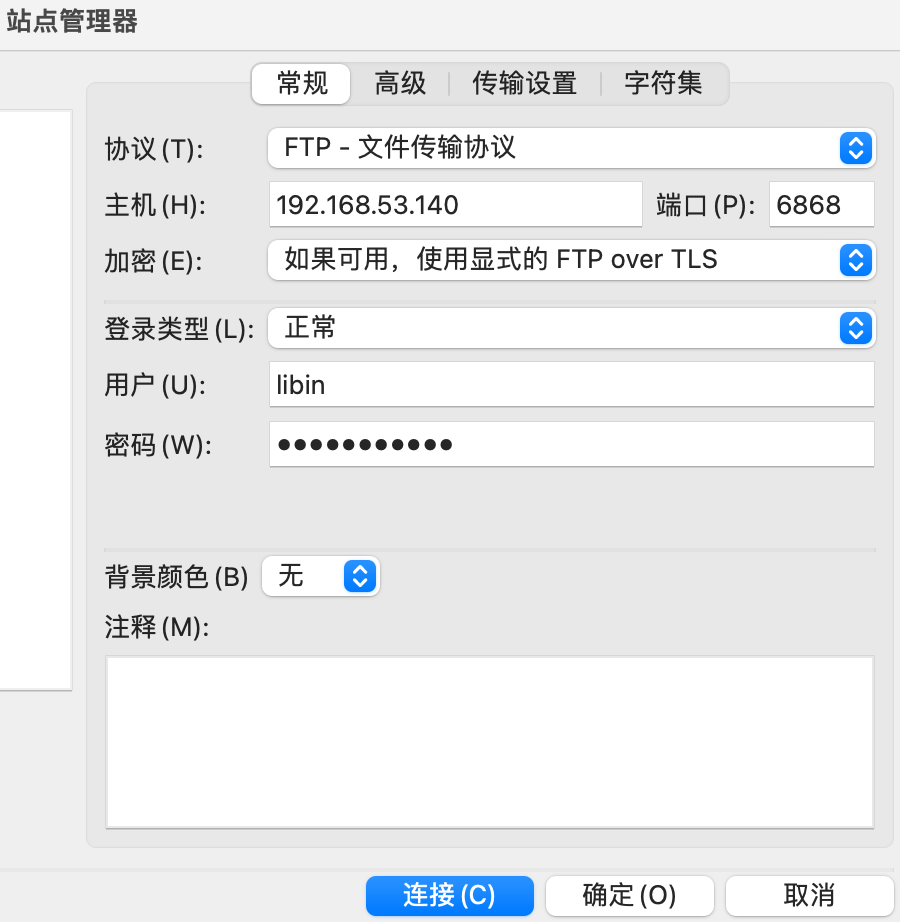 站点管理器
常规 高级 传输设置 字符集
协议(T): FTP - 文件传输协议
主机(H): 192.168.53.140 端口(P): 6868
加密(E): 如果可用，使用显式的 FTP over TLS
登录类型(L): 正常
用户(U): libin
密码(W): ●●●●●●●●●●●
背景颜色(B) 无
注释(M):
连接(C) 确定(O) 取消